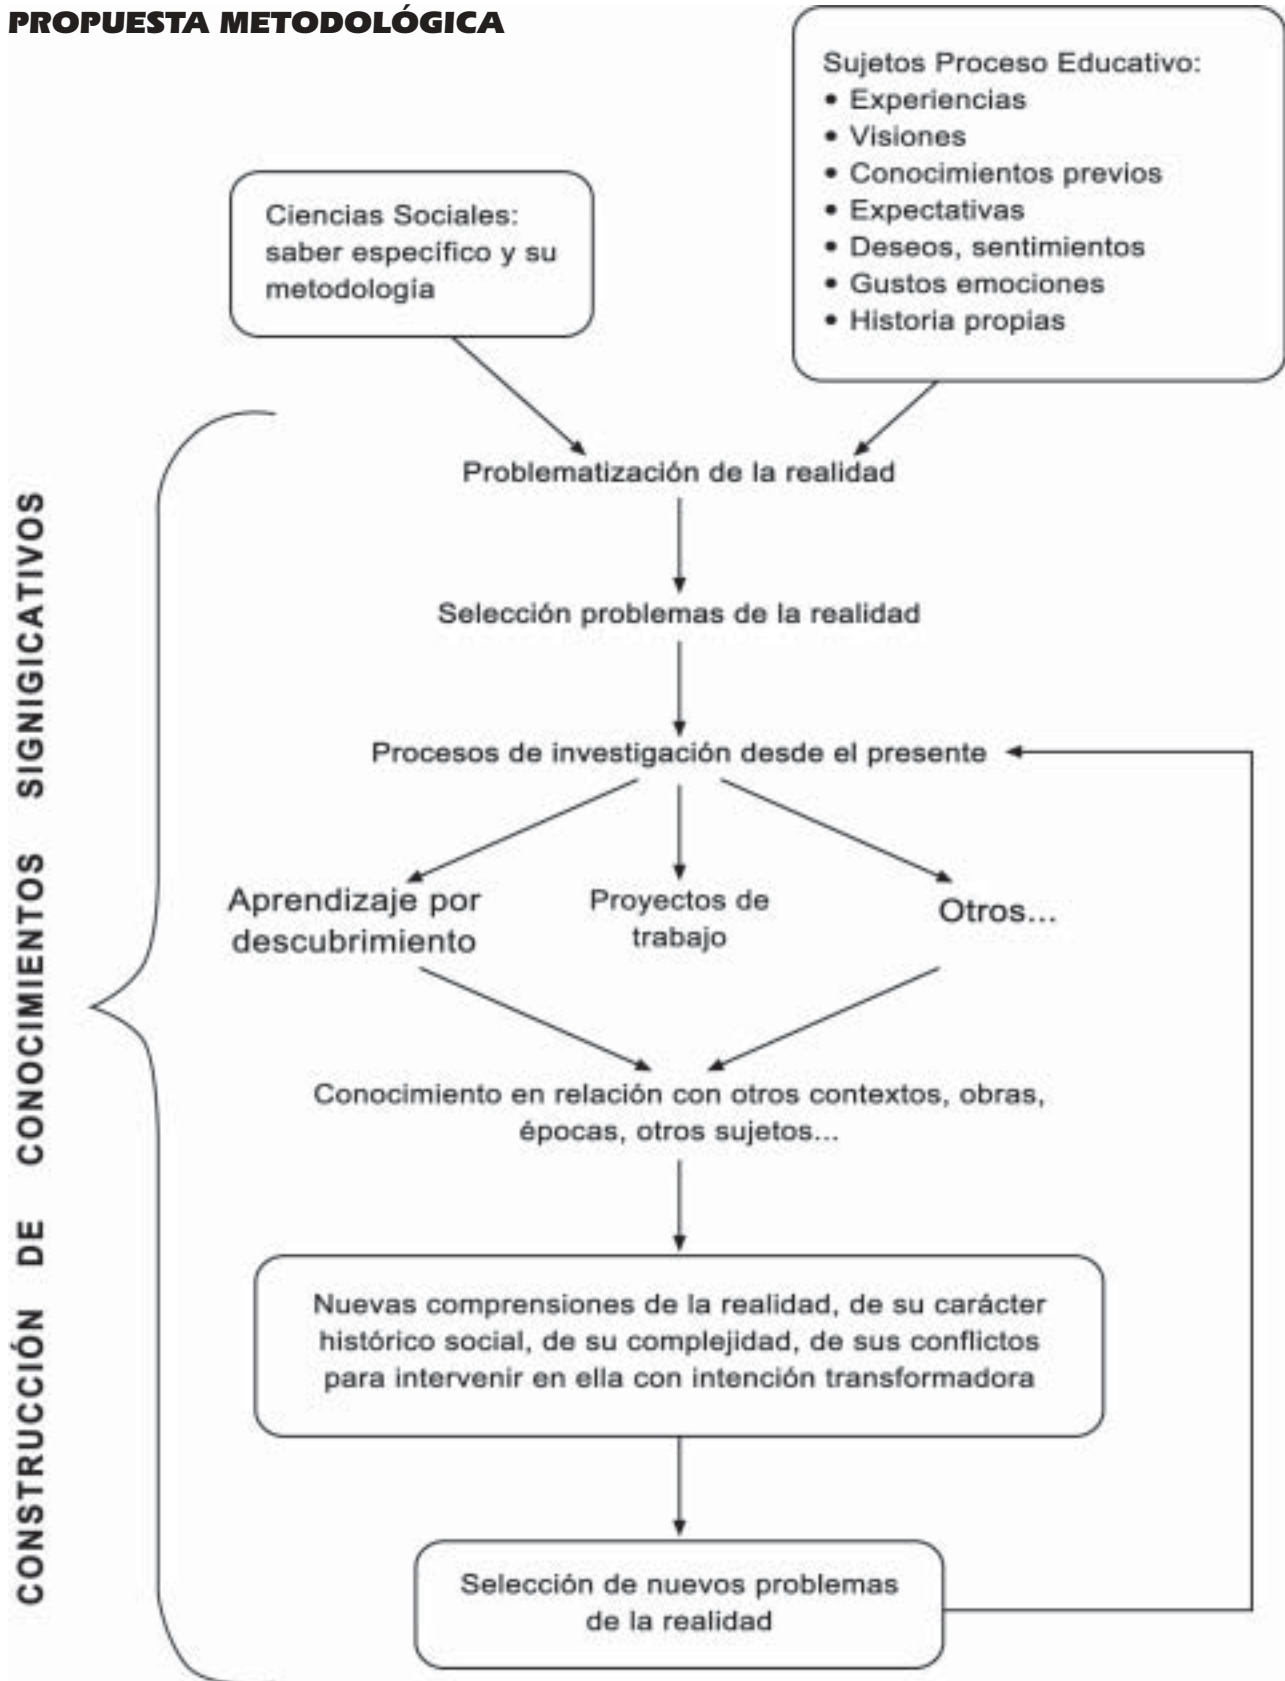 PROPUESTA METODOLÓGICA
Sujetos Proceso Educativo:
• Experiencias
• Visiones
• Conocimientos previos
• Expectativas
• Deseos, sentimientos
• Gustos emociones
• Historia propias
Ciencias Sociales:
saber específico y su
metodología
Problematización de la realidad
Selección problemas de la realidad
Procesos de investigación desde el presente
Aprendizaje por
descubrimiento
Proyectos de
trabajo
Otros...
Conocimiento en relación con otros contextos, obras,
épocas, otros sujetos...
Nuevas comprensiones de la realidad, de su carácter
histórico social, de su complejidad, de sus conflictos
para intervenir en ella con intención transformadora
Selección de nuevos problemas
de la realidad
CONSTRUCCIÓN DE CONOCIMIENTOS SIGNIGICATIVOS